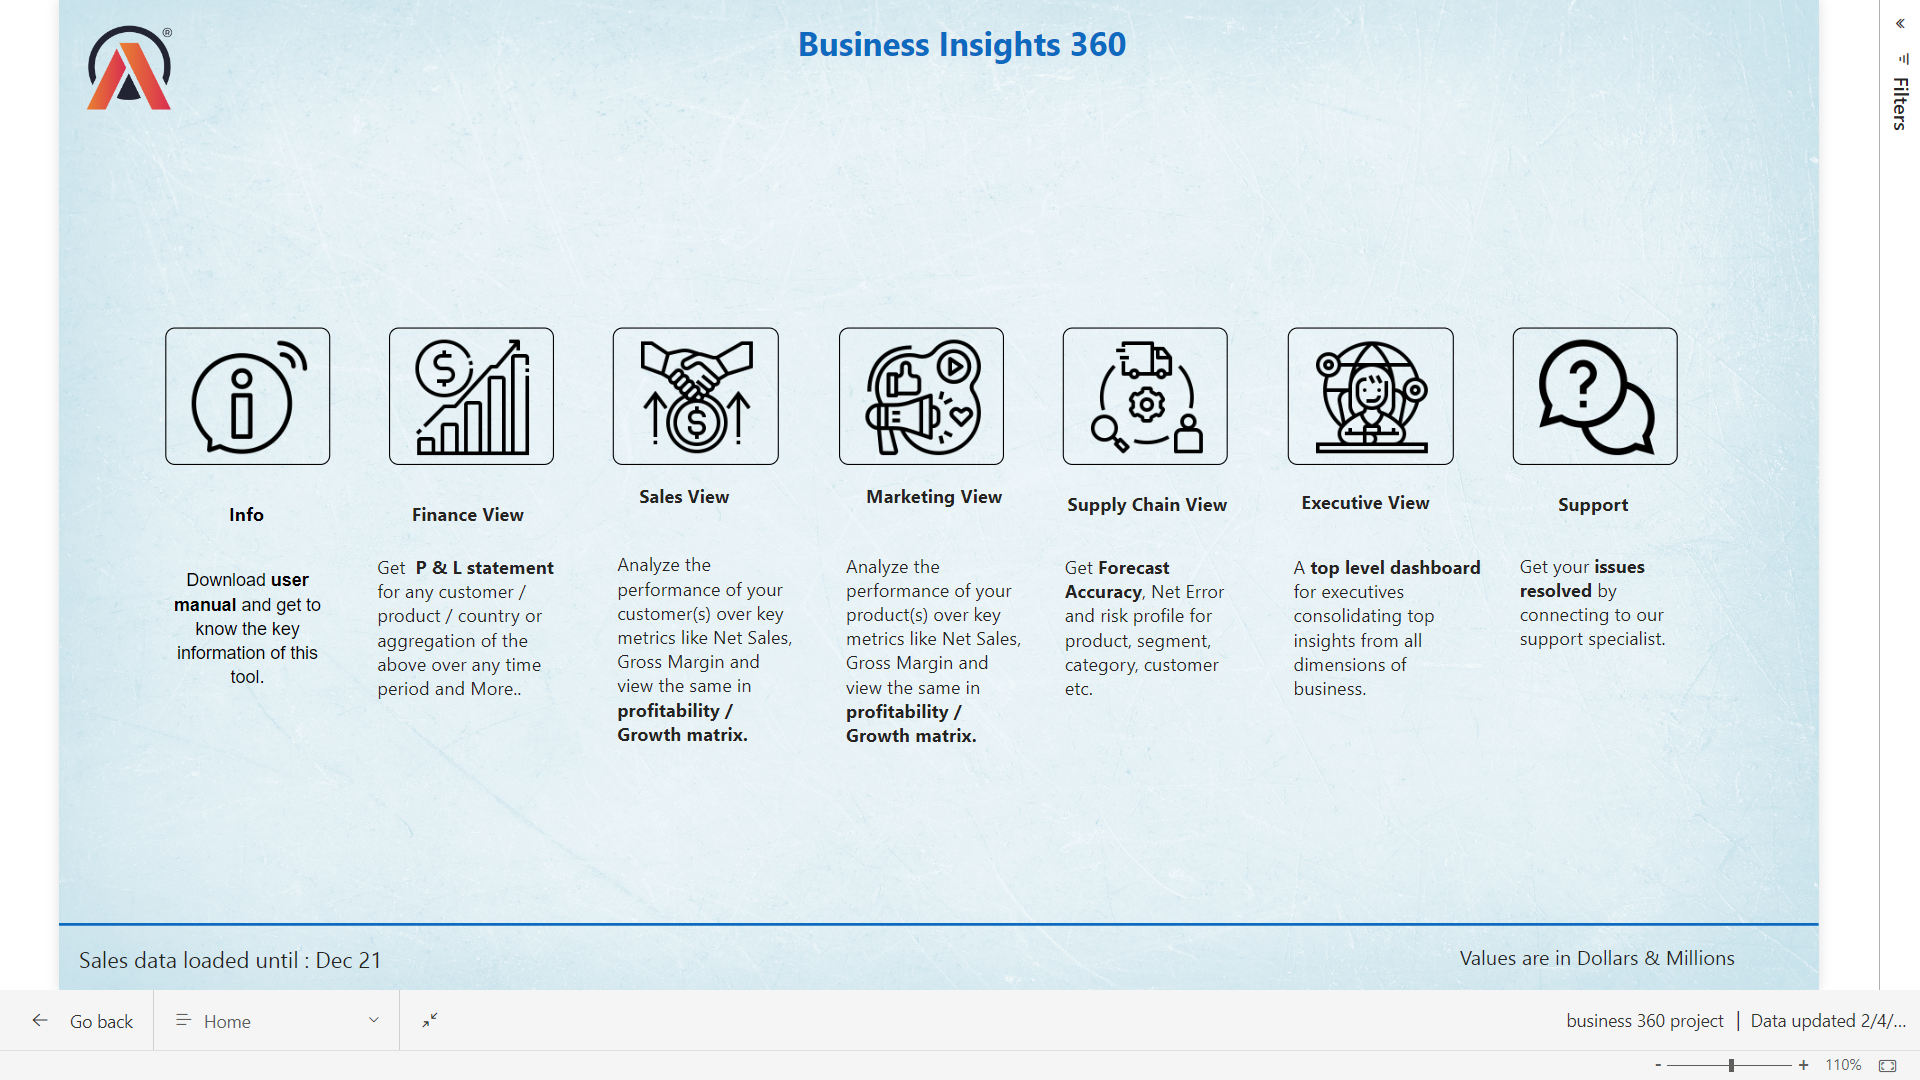 ®
Business Insights 360
«
Filters
Info
Download user
manual and get to
know the key
information of this
tool.
Finance View
Get  P & L statement
for any customer /
product / country or
aggregation of the
above over any time
period and More..
Sales View
Analyze the
performance of your
customer(s) over key
metrics like Net Sales,
Gross Margin and
view the same in
profitability /
Growth matrix.
Marketing View
Analyze the
performance of your
product(s) over key
metrics like Net Sales,
Gross Margin and
view the same in
profitability /
Growth matrix.
Supply Chain View
Get Forecast
Accuracy, Net Error
and risk profile for
product, segment,
category, customer
etc.
Executive View
A top level dashboard
for executives
consolidating top
insights from all
dimensions of
business.
Support
Get your issues
resolved by
connecting to our
support specialist.
Sales data loaded until : Dec 21
Values are in Dollars & Millions
Go back
Home
business 360 project | Data updated 2/4/...
- + 110%